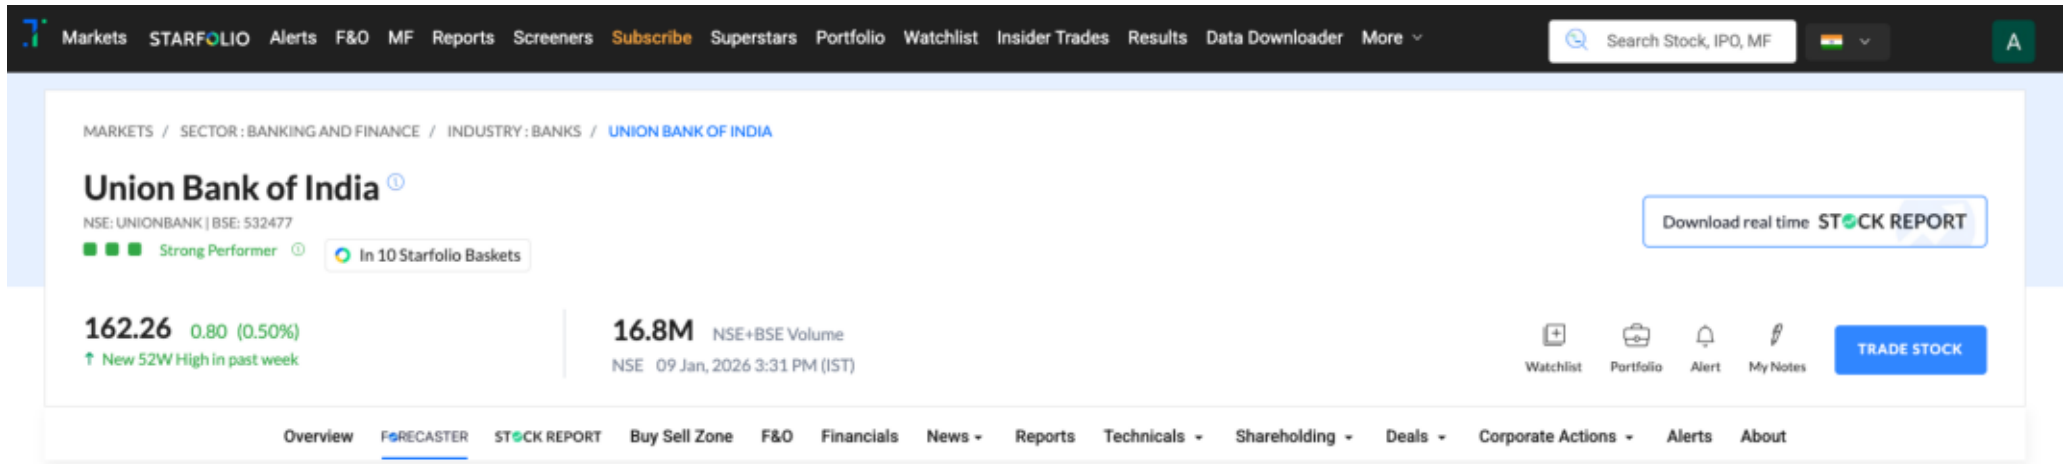 Markets STARFOLIO Alerts F&O MF Reports Screeners Subscribe Superstars Portfolio Watchlist Insider Trades Results Data Downloader More Search Stock, IPO, MF A
MARKETS / SECTOR : BANKING AND FINANCE / INDUSTRY : BANKS / UNION BANK OF INDIA
Union Bank of India
NSE: UNIONBANK | BSE: 532477
Strong Performer In 10 Starfolio Baskets
Download real time STOCK REPORT
162.26 0.80 (0.50%)
↑ New 52W High in past week
16.8M NSE+BSE Volume
NSE 09 Jan, 2026 3:31 PM (IST)
Watchlist Portfolio Alert My Notes TRADE STOCK
Overview FORECASTER STOCK REPORT Buy Sell Zone F&O Financials News Reports Technicals Shareholding Deals Corporate Actions Alerts About